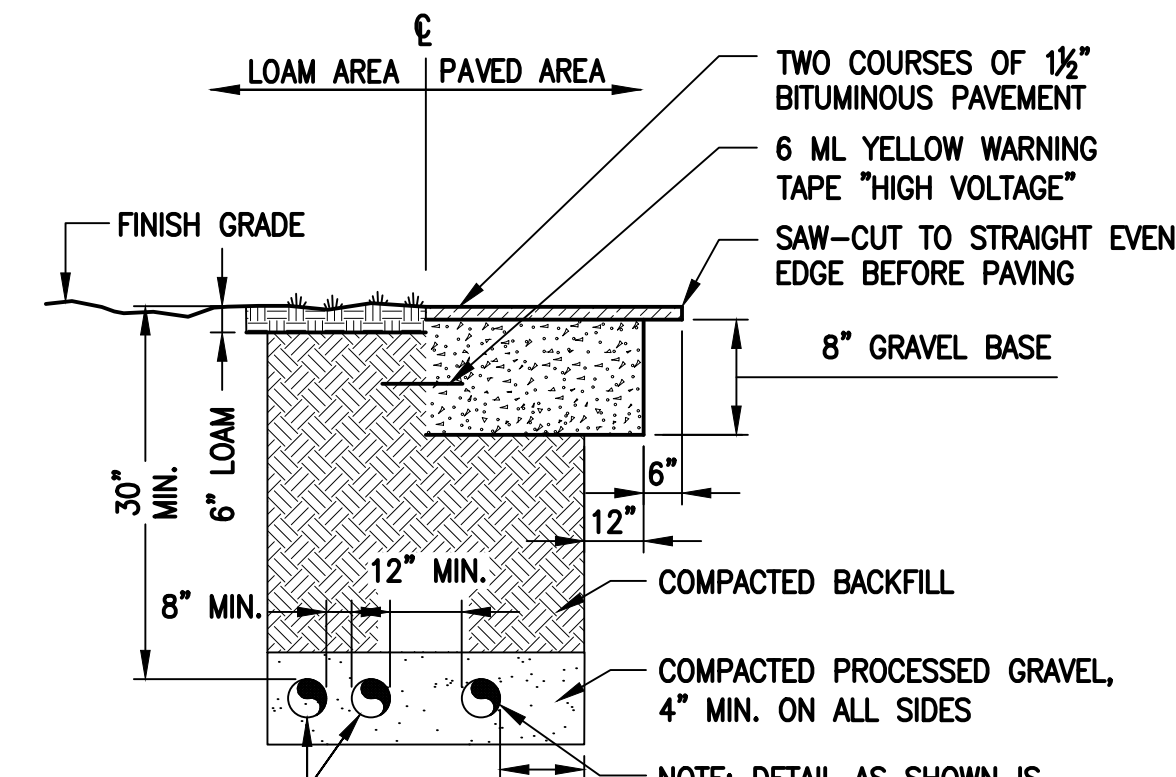 ℄
LOAM AREA PAVED AREA
TWO COURSES OF 1½”
BITUMINOUS PAVEMENT
6 ML YELLOW WARNING
TAPE ”HIGH VOLTAGE”
FINISH GRADE
SAW-CUT TO STRAIGHT EVEN
EDGE BEFORE PAVING
8” GRAVEL BASE
30”
MIN.
6” LOAM
6”
12”
12” MIN.
8” MIN.
COMPACTED BACKFILL
COMPACTED PROCESSED GRAVEL,
4” MIN. ON ALL SIDES
NOTE: DETAIL AS SHOWN IS